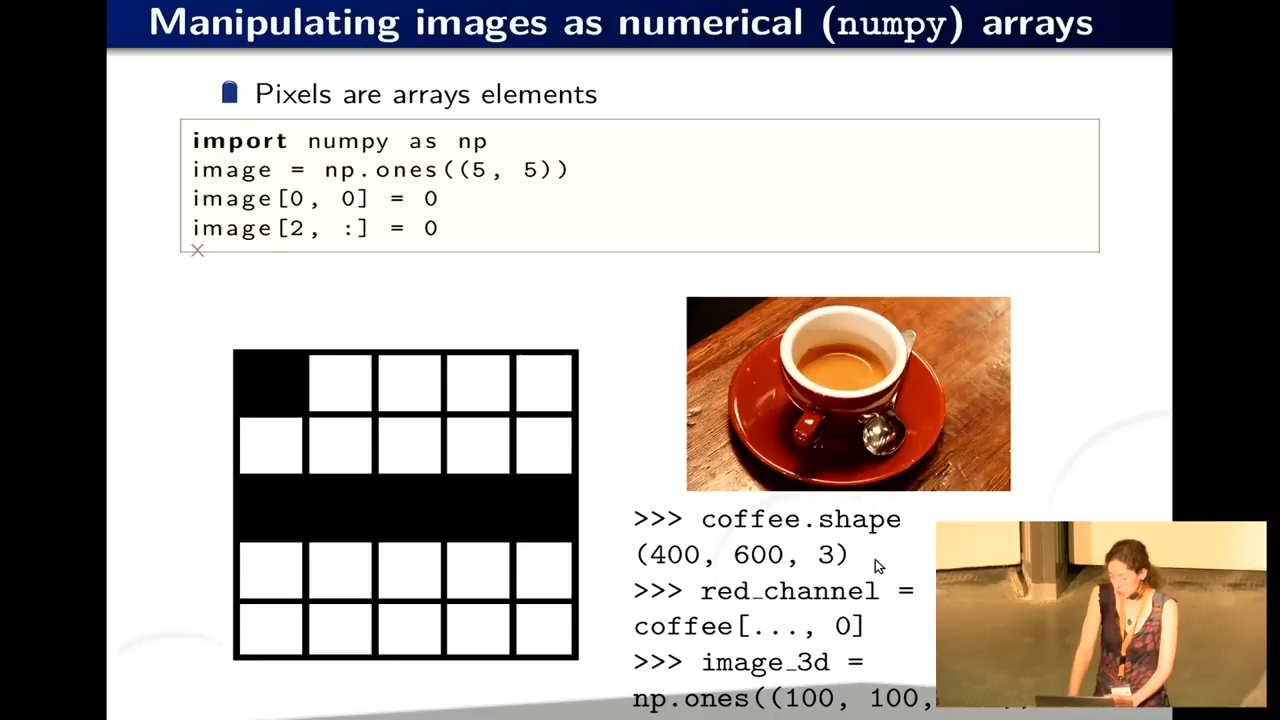 Manipulating images as numerical (numpy) arrays
Pixels are arrays elements
import numpy as np
image = np.ones((5, 5))
image[0, 0] = 0
image[2, :] = 0
>>> coffee.shape
(400, 600, 3)
>>> red_channel =
coffee[..., 0]
>>> image_3d =
np.ones((100, 100,